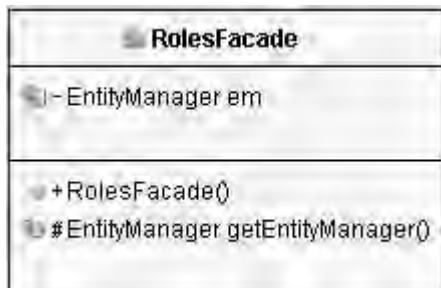 RolesFacade
- EntityManager em
+RolesFacade()
#EntityManager getEntityManager()